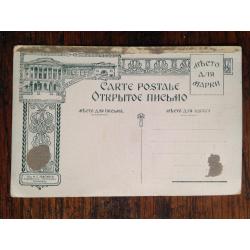 CARTE POSTALE
ОТКРЫТОЕ ПИСЬМО
МѢСТО
ДЛЯ
МАРКИ
МѢСТО ДЛЯ ПИСЬМА.
МѢСТО ДЛЯ АДРЕСА.